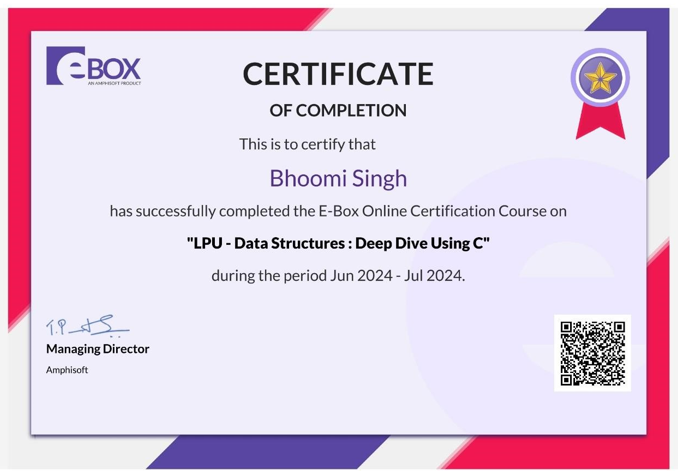 eBOX
AN AMPHISOFT PRODUCT
CERTIFICATE
OF COMPLETION
This is to certify that
Bhoomi Singh
has successfully completed the E-Box Online Certification Course on
"LPU - Data Structures : Deep Dive Using C"
during the period Jun 2024 - Jul 2024.
Managing Director
Amphisoft